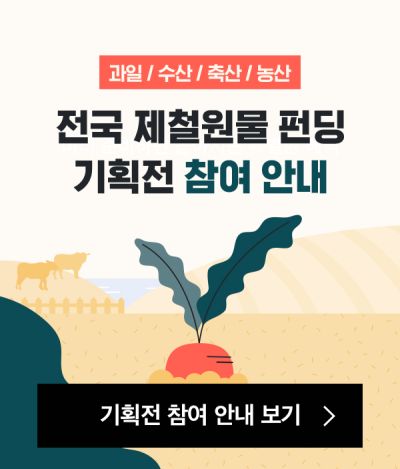 과일 / 수산 / 축산 / 농산
전국 제철원물 펀딩
기획전 참여 안내
기획전 참여 안내 보기